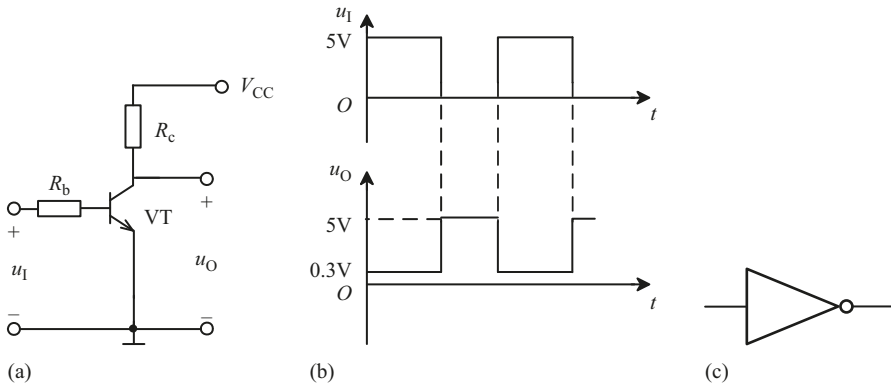 V_CC
R_c
R_b
VT
+
+
u_I
u_O
−
−
(a)
u_I
5V
O
t
u_O
5V
0.3V
O
t
(b)
(c)